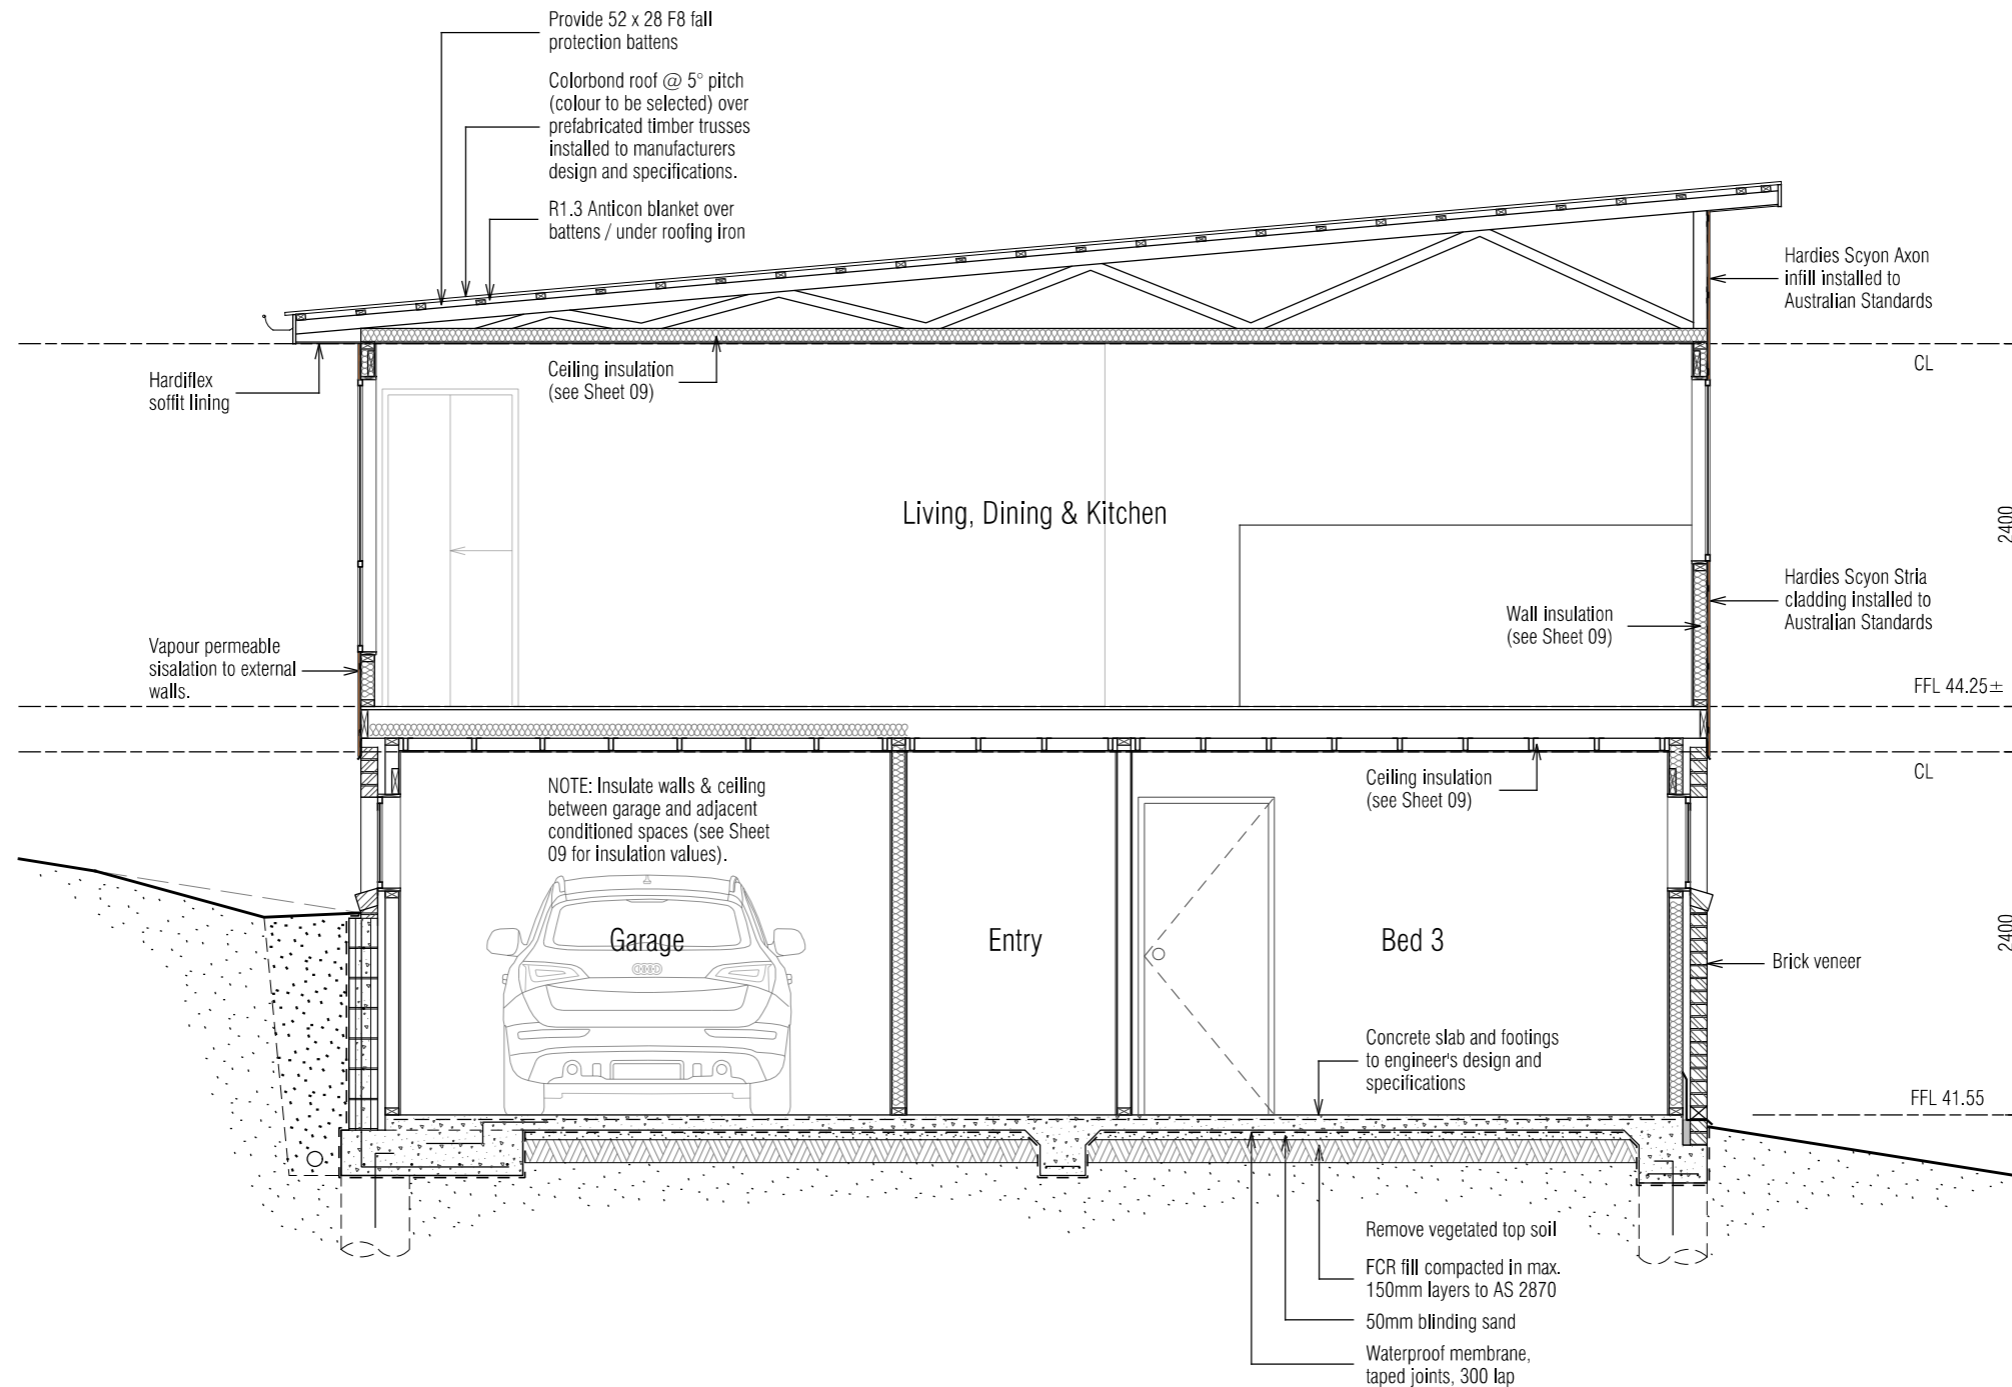 Provide 52 x 28 F8 fall
protection battens
Colorbond roof @ 5° pitch
(colour to be selected) over
prefabricated timber trusses
installed to manufacturers
design and specifications.
R1.3 Anticon blanket over
battens / under roofing iron
Hardies Scyon Axon
infill installed to
Australian Standards
Hardiflex
soffit lining
Ceiling insulation
(see Sheet 09)
CL
Living, Dining & Kitchen
2400
Hardies Scyon Stria
cladding installed to
Australian Standards
Wall insulation
(see Sheet 09)
Vapour permeable
sisalation to external
walls.
FFL 44.25±
NOTE: Insulate walls & ceiling
between garage and adjacent
conditioned spaces (see Sheet
09 for insulation values).
Ceiling insulation
(see Sheet 09)
CL
Garage
Entry
Bed 3
2400
Brick veneer
Concrete slab and footings
to engineer's design and
specifications
FFL 41.55
Remove vegetated top soil
FCR fill compacted in max.
150mm layers to AS 2870
50mm blinding sand
Waterproof membrane,
taped joints, 300 lap